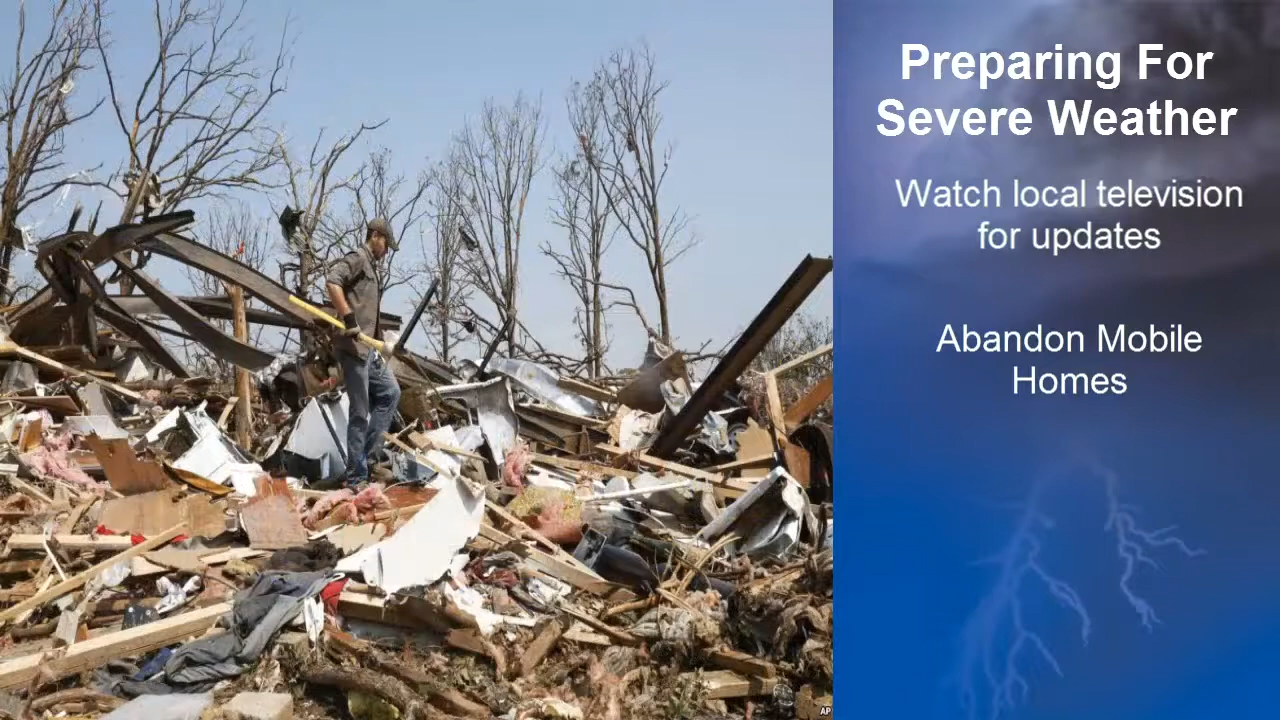 Preparing For
Severe Weather
Watch local television
for updates
Abandon Mobile
Homes
AP